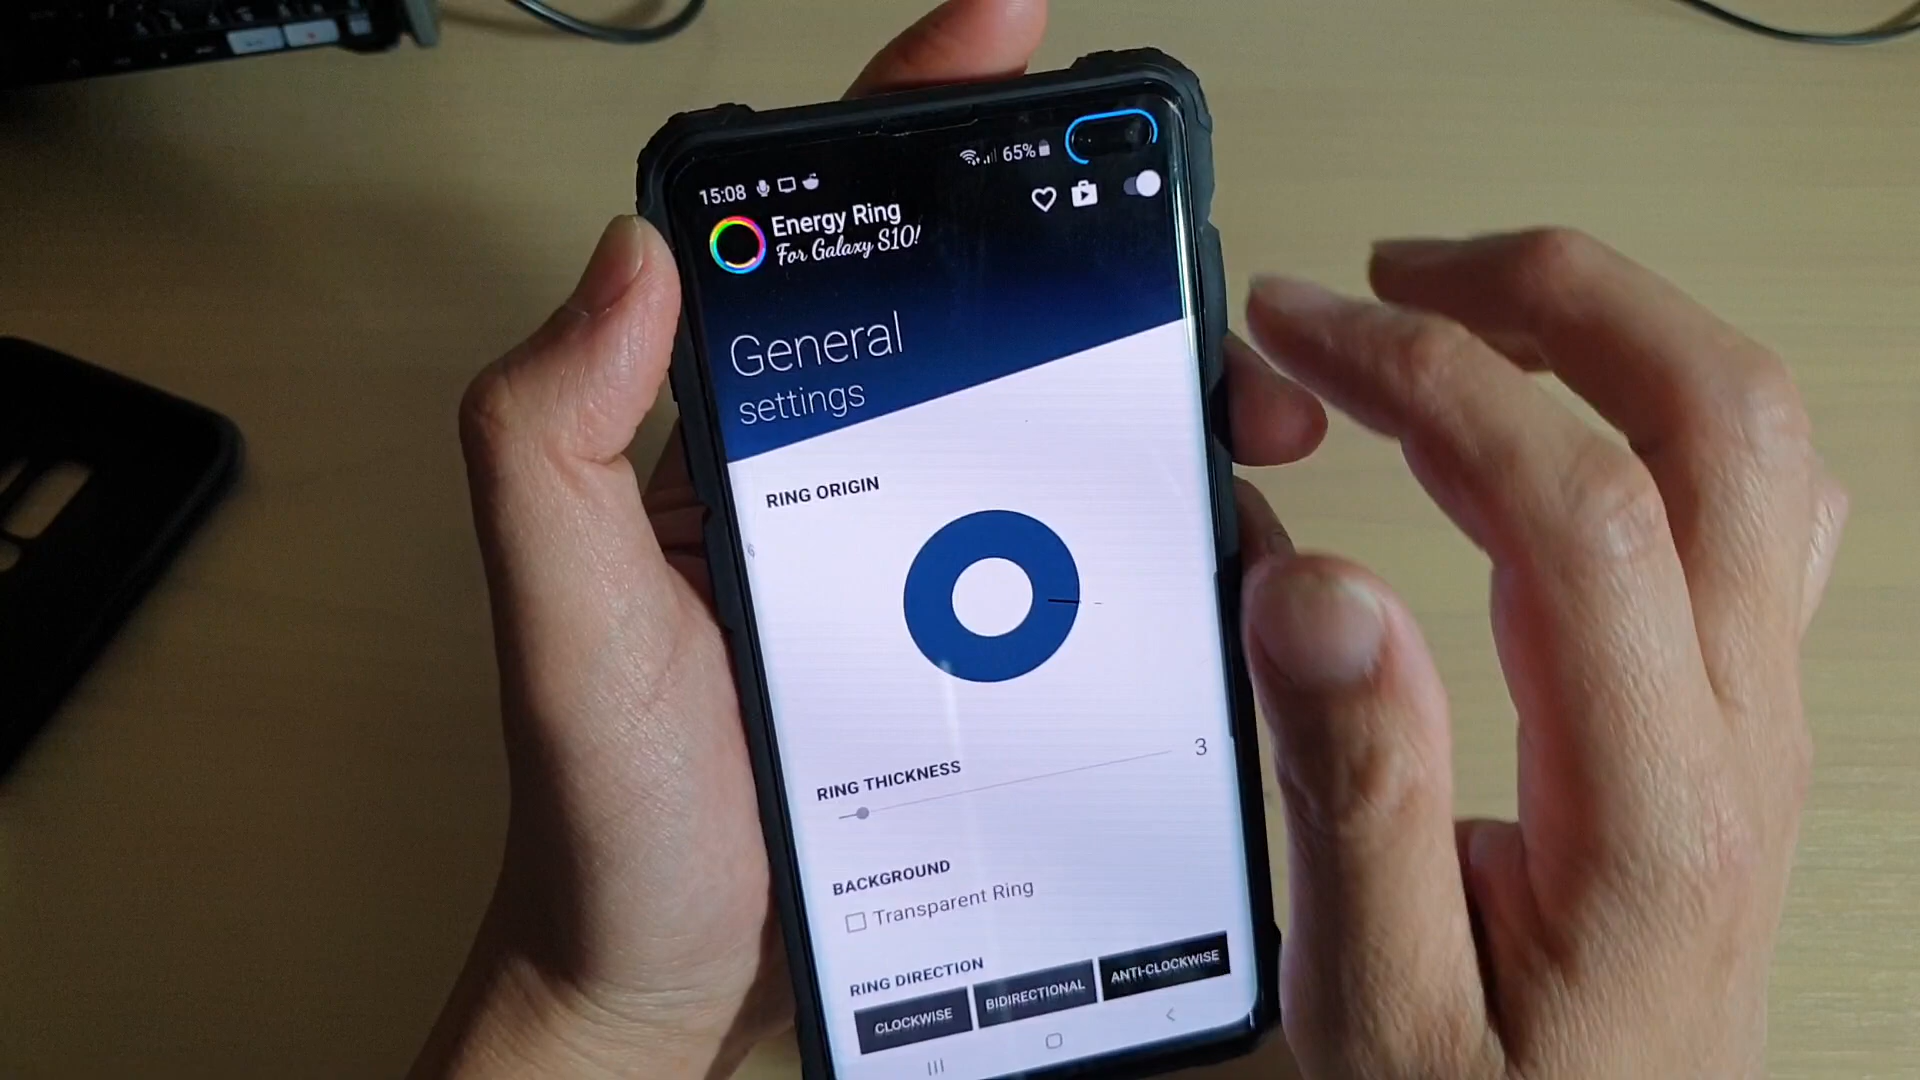 15:08
65%
Energy Ring
For Galaxy S10!
General
settings
RING ORIGIN
RING THICKNESS
3
BACKGROUND
Transparent Ring
RING DIRECTION
CLOCKWISE
BIDIRECTIONAL
ANTI-CLOCKWISE